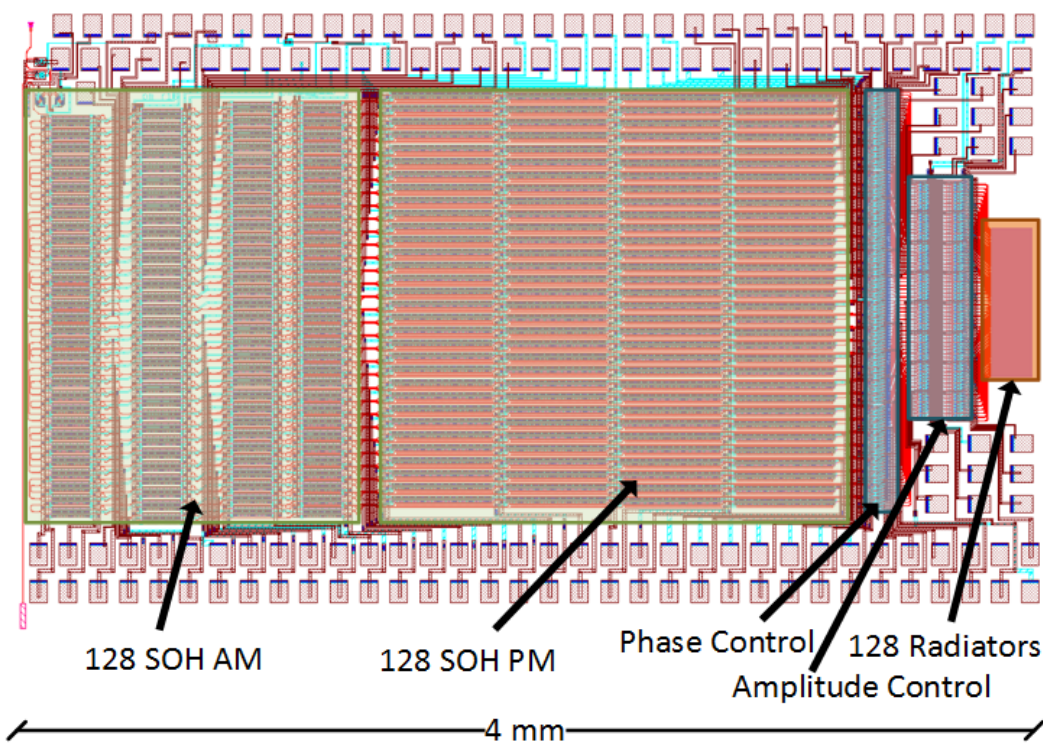 128 SOH AM
128 SOH PM
Phase Control
128 Radiators
Amplitude Control
4 mm